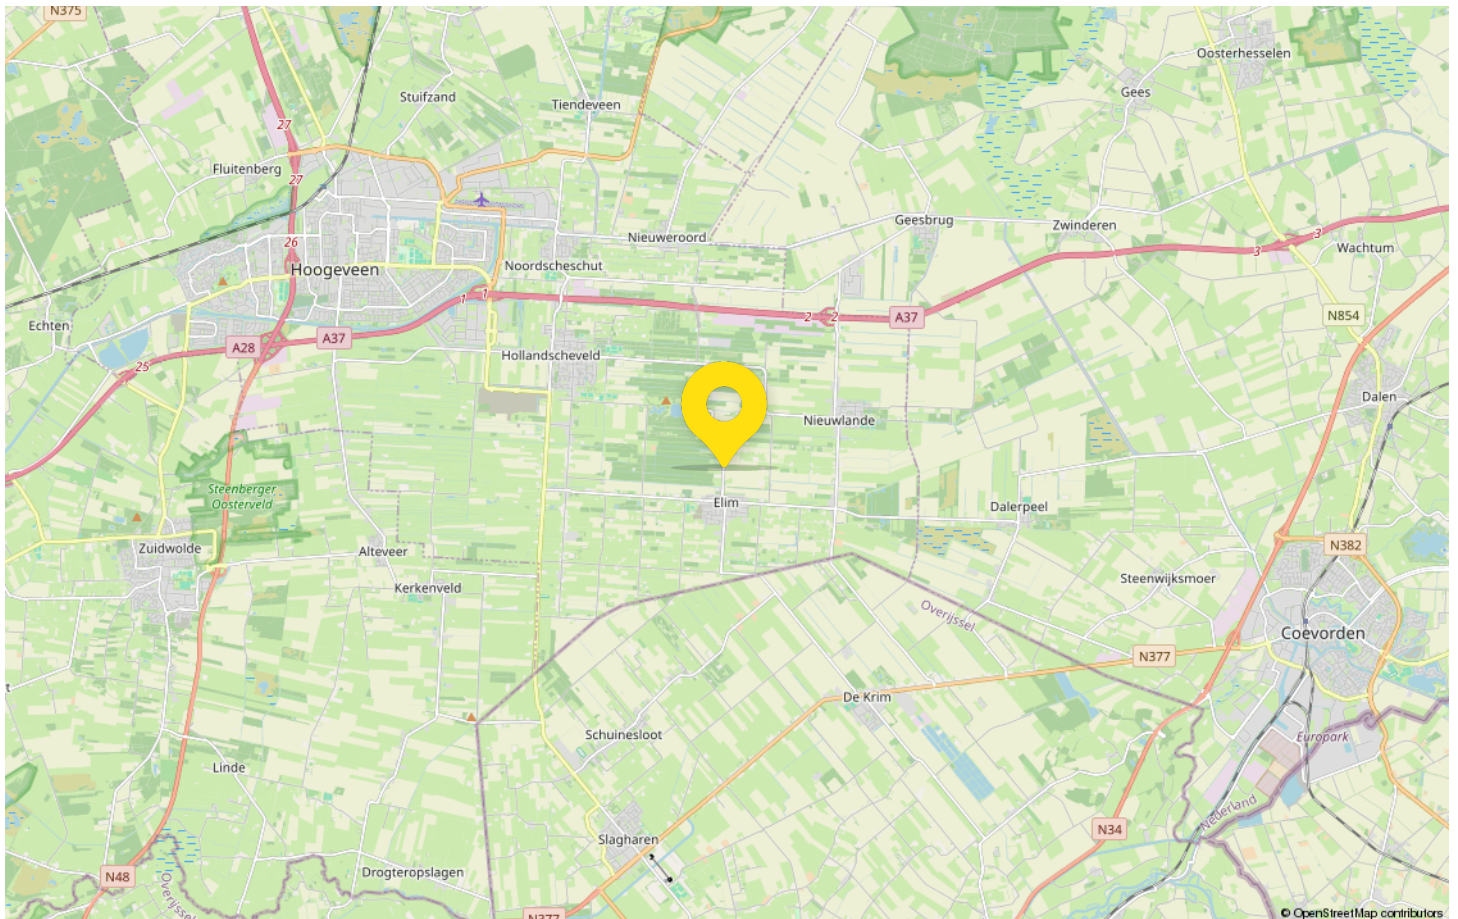 N375
Oosterhesselen
Gees
Stuifzand
Tiendeveen
27
Fluitenberg
27
Geesbrug
Zwinderen
Nieuweroord
26
3
3
Wachtum
Hoogeveen
Noordscheschut
1
1
2
2
A37
N854
Echten
A28
A37
25
Hollandscheveld
Dalen
Nieuwlande
Steenberger
Oosterveld
Elim
Dalerpeel
Zuidwolde
Alteveer
N382
Kerkenveld
Steenwijksmoer
Overijssel
Coevorden
N377
t
De Krim
Schuinesloot
Europark
Linde
Nederland
N34
Slagharen
Drogteropslagen
N48
Overijssel
N377
© OpenStreetMap contributors